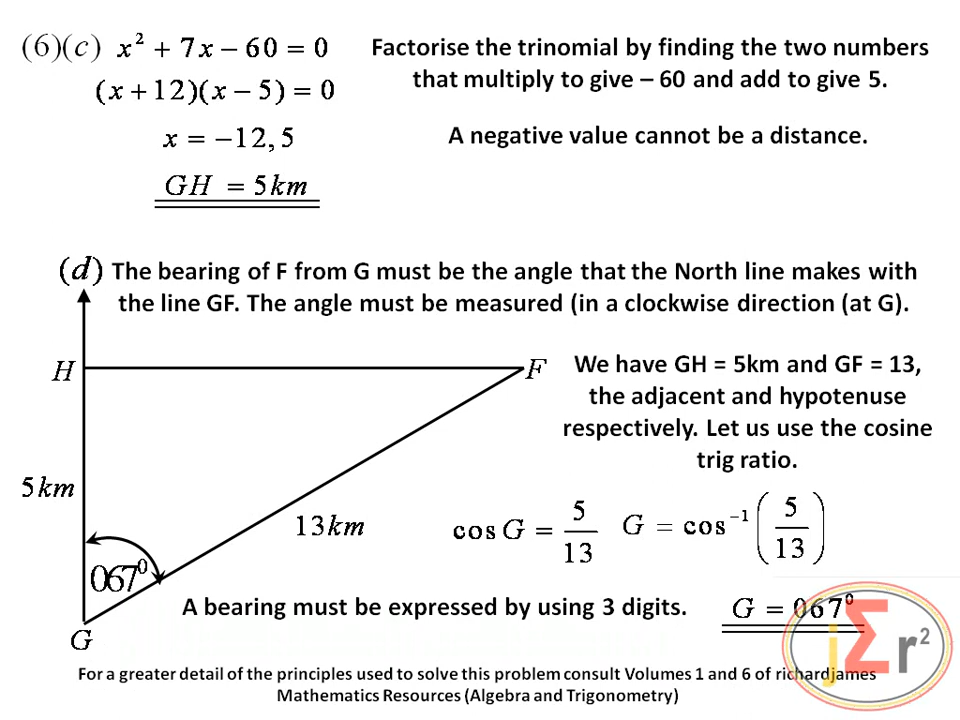 (6)(c) x² + 7x − 60 = 0
(x + 12)(x − 5) = 0
x = −12, 5
GH = 5km
Factorise the trinomial by finding the two numbers
that multiply to give – 60 and add to give 5.
A negative value cannot be a distance.
(d) The bearing of F from G must be the angle that the North line makes with
the line GF. The angle must be measured (in a clockwise direction (at G).
H
F
5km
13km
067⁰
G
We have GH = 5km and GF = 13,
the adjacent and hypotenuse
respectively. Let us use the cosine
trig ratio.
cos G = 5/13 G = cos⁻¹(5/13)
A bearing must be expressed by using 3 digits. G = 067⁰
jΣr²
For a greater detail of the principles used to solve this problem consult Volumes 1 and 6 of richardjames
Mathematics Resources (Algebra and Trigonometry)